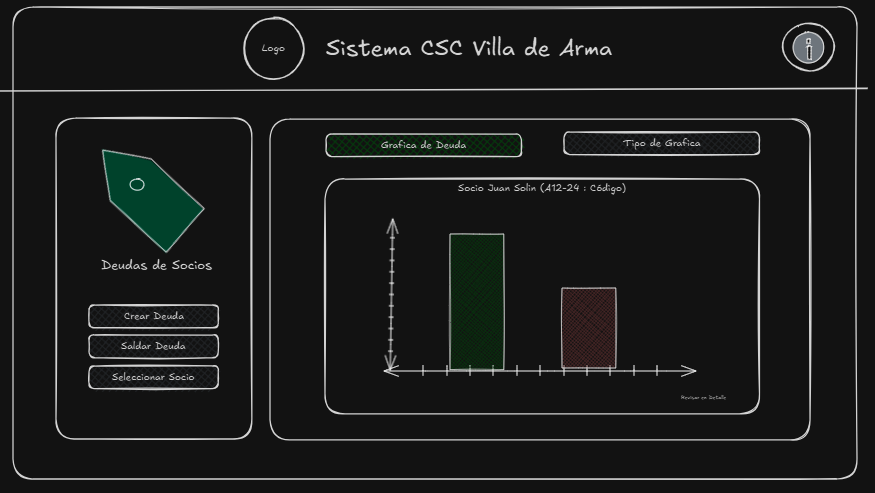 Logo
Sistema CSC Villa de Arma
i
Deudas de Socios
Crear Deuda
Saldar Deuda
Seleccionar Socio
Grafica de Deuda
Tipo de Grafica
Socio Juan Solin (A12-24 : Código)
Revisar en Detalle